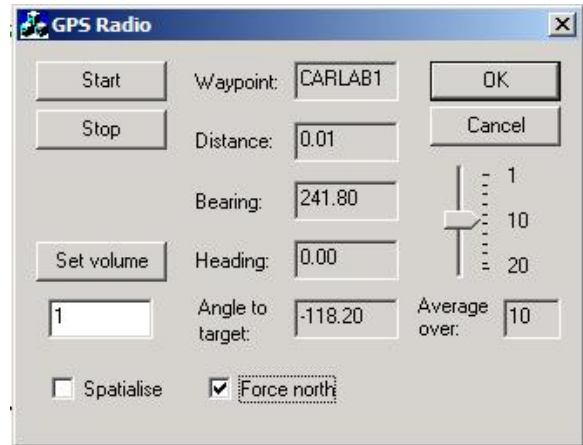 GPS Radio
Start
Waypoint:
CARLAB1
OK
Stop
Distance:
0.01
Cancel
Bearing:
241.80
1
10
20
Set volume
Heading:
0.00
1
Angle to
target:
-118.20
Average
over:
10
Spatialise
Force north